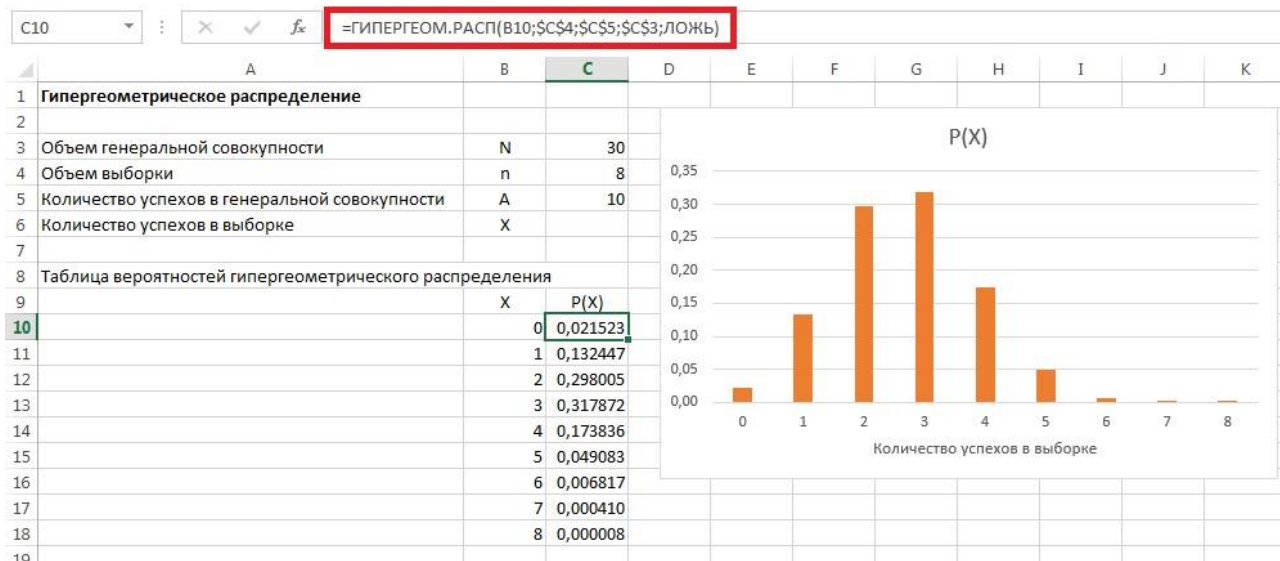 C10 fx =ГИПЕРГЕОМ.РАСП(B10;$C$4;$C$5;$C$3;ЛОЖЬ)
A B C D E F G H I J K
1 Гипергеометрическое распределение
2
3 Объем генеральной совокупности N 30
4 Объем выборки n 8
5 Количество успехов в генеральной совокупности A 10
6 Количество успехов в выборке X
7
8 Таблица вероятностей гипергеометрического распределения
9 X P(X)
10 0 0,021523
11 1 0,132447
12 2 0,298005
13 3 0,317872
14 4 0,173836
15 5 0,049083
16 6 0,006817
17 7 0,000410
18 8 0,000008
19
P(X)
0,35
0,30
0,25
0,20
0,15
0,10
0,05
0,00
0 1 2 3 4 5 6 7 8
Количество успехов в выборке